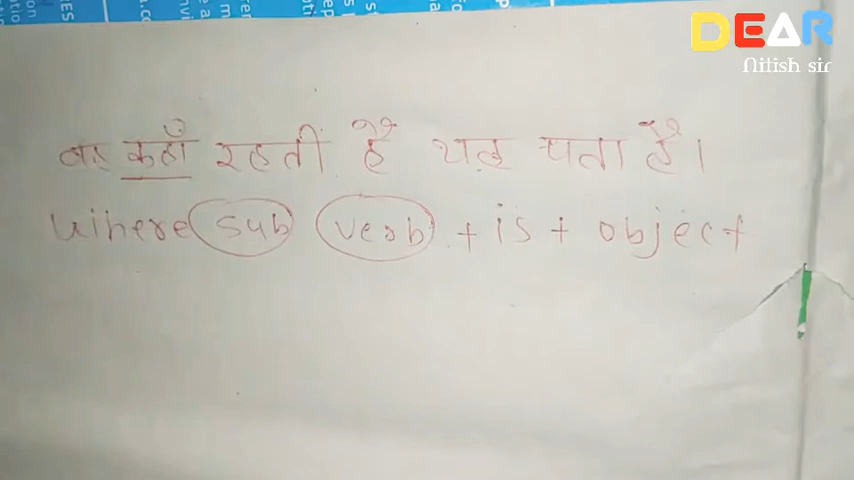 DEAR
Nitish sir
वह कहाँ रहती है यह पता है।
where sub verb + is + object